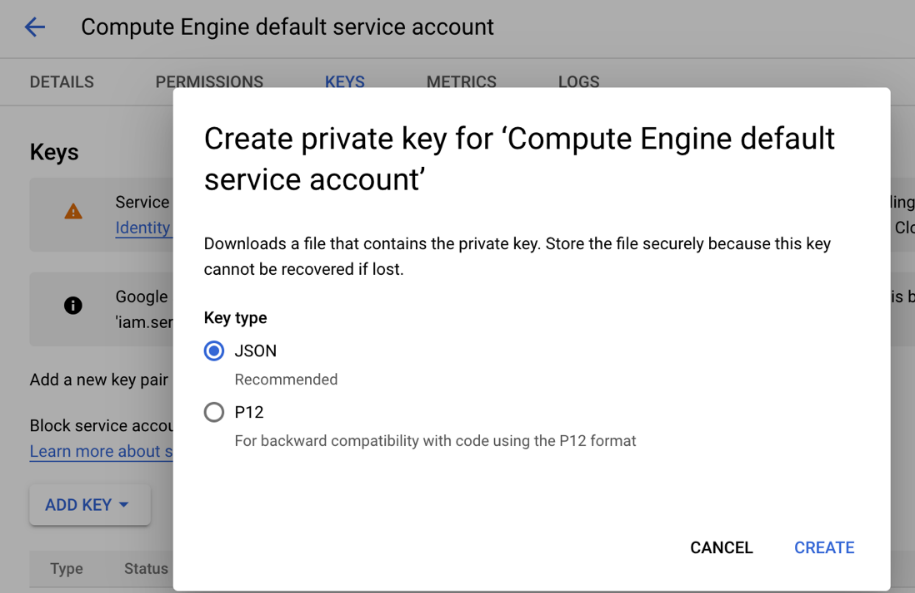 Compute Engine default service account
DETAILS PERMISSIONS KEYS METRICS LOGS
Keys
Service
Identity
Google
'iam.ser
Add a new key pair
Block service accou
Learn more about s
ADD KEY
Type Status
Create private key for ‘Compute Engine default
service account’
Downloads a file that contains the private key. Store the file securely because this key
cannot be recovered if lost.
Key type
JSON
Recommended
P12
For backward compatibility with code using the P12 format
CANCEL CREATE
ling
Clo
is b